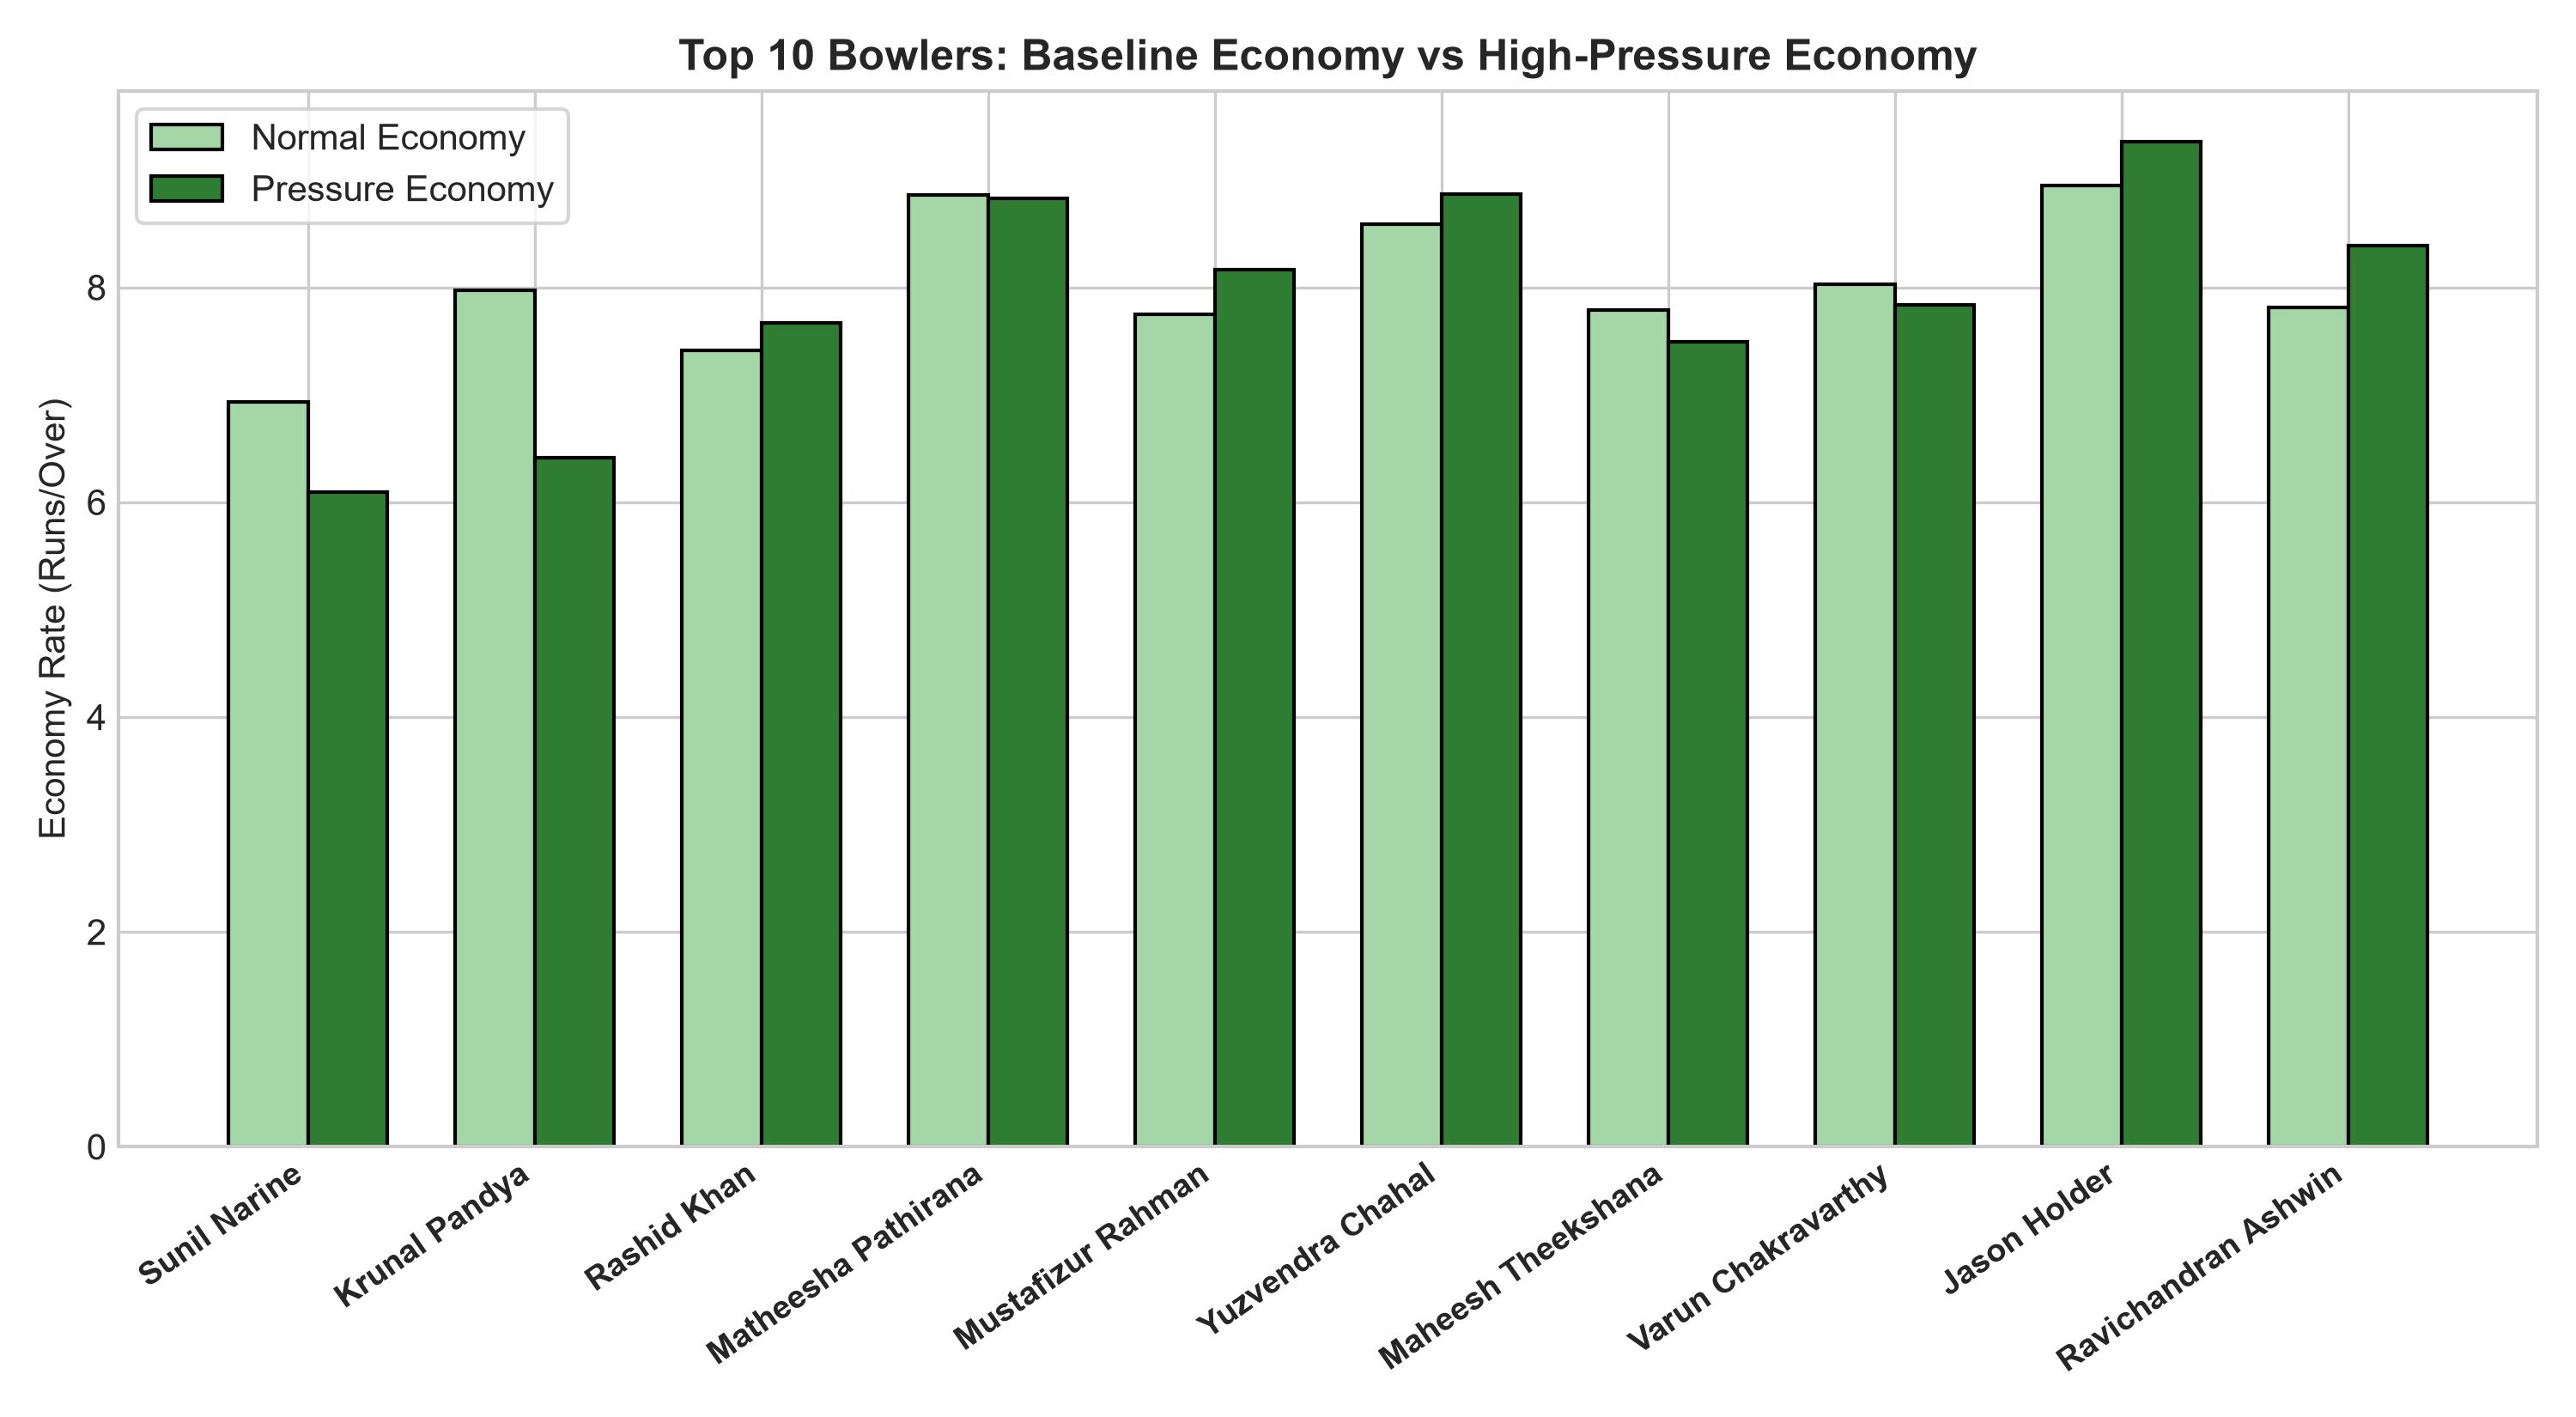 Top 10 Bowlers: Baseline Economy vs High-Pressure Economy
Normal Economy
Pressure Economy
Economy Rate (Runs/Over)
8
6
4
2
0
Sunil Narine
Krunal Pandya
Rashid Khan
Matheesha Pathirana
Mustafizur Rahman
Yuzvendra Chahal
Maheesh Theekshana
Varun Chakravarthy
Jason Holder
Ravichandran Ashwin